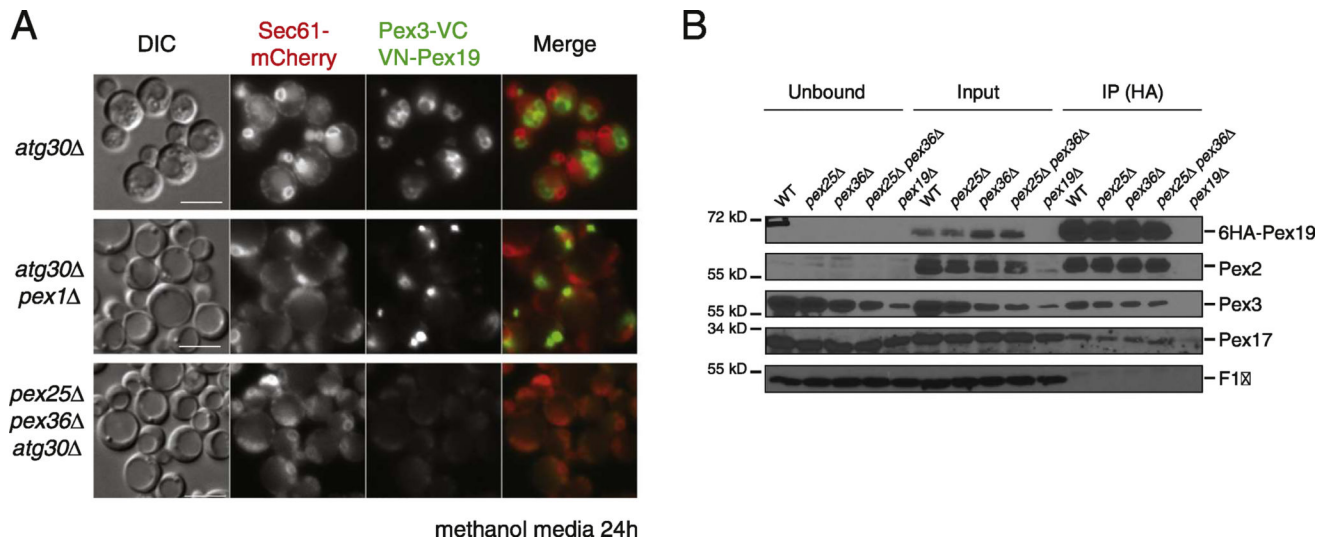 A
DIC
Sec61-
mCherry
Pex3-VC
VN-Pex19
Merge
atg30Δ
atg30Δ
pex1Δ
pex25Δ
pex36Δ
atg30Δ
methanol media 24h
B
Unbound Input IP (HA)
WT pex25Δ pex36Δ pex25Δ pex36Δ pex19Δ WT pex25Δ pex36Δ pex25Δ pex36Δ pex19Δ WT pex25Δ pex36Δ pex25Δ pex36Δ pex19Δ
72 kD
6HA-Pex19
55 kD
Pex2
55 kD
Pex3
34 kD
Pex17
55 kD
F1